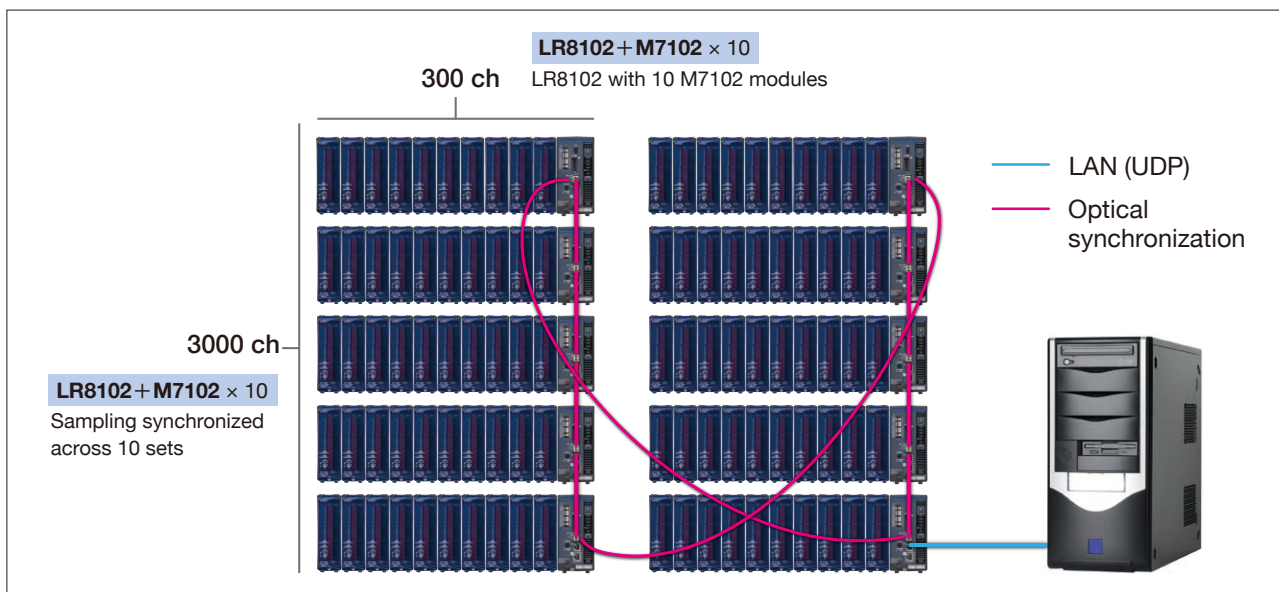 LR8102＋M7102 × 10
300 ch
LR8102 with 10 M7102 modules
LAN (UDP)
Optical
synchronization
3000 ch
LR8102＋M7102 × 10
Sampling synchronized
across 10 sets